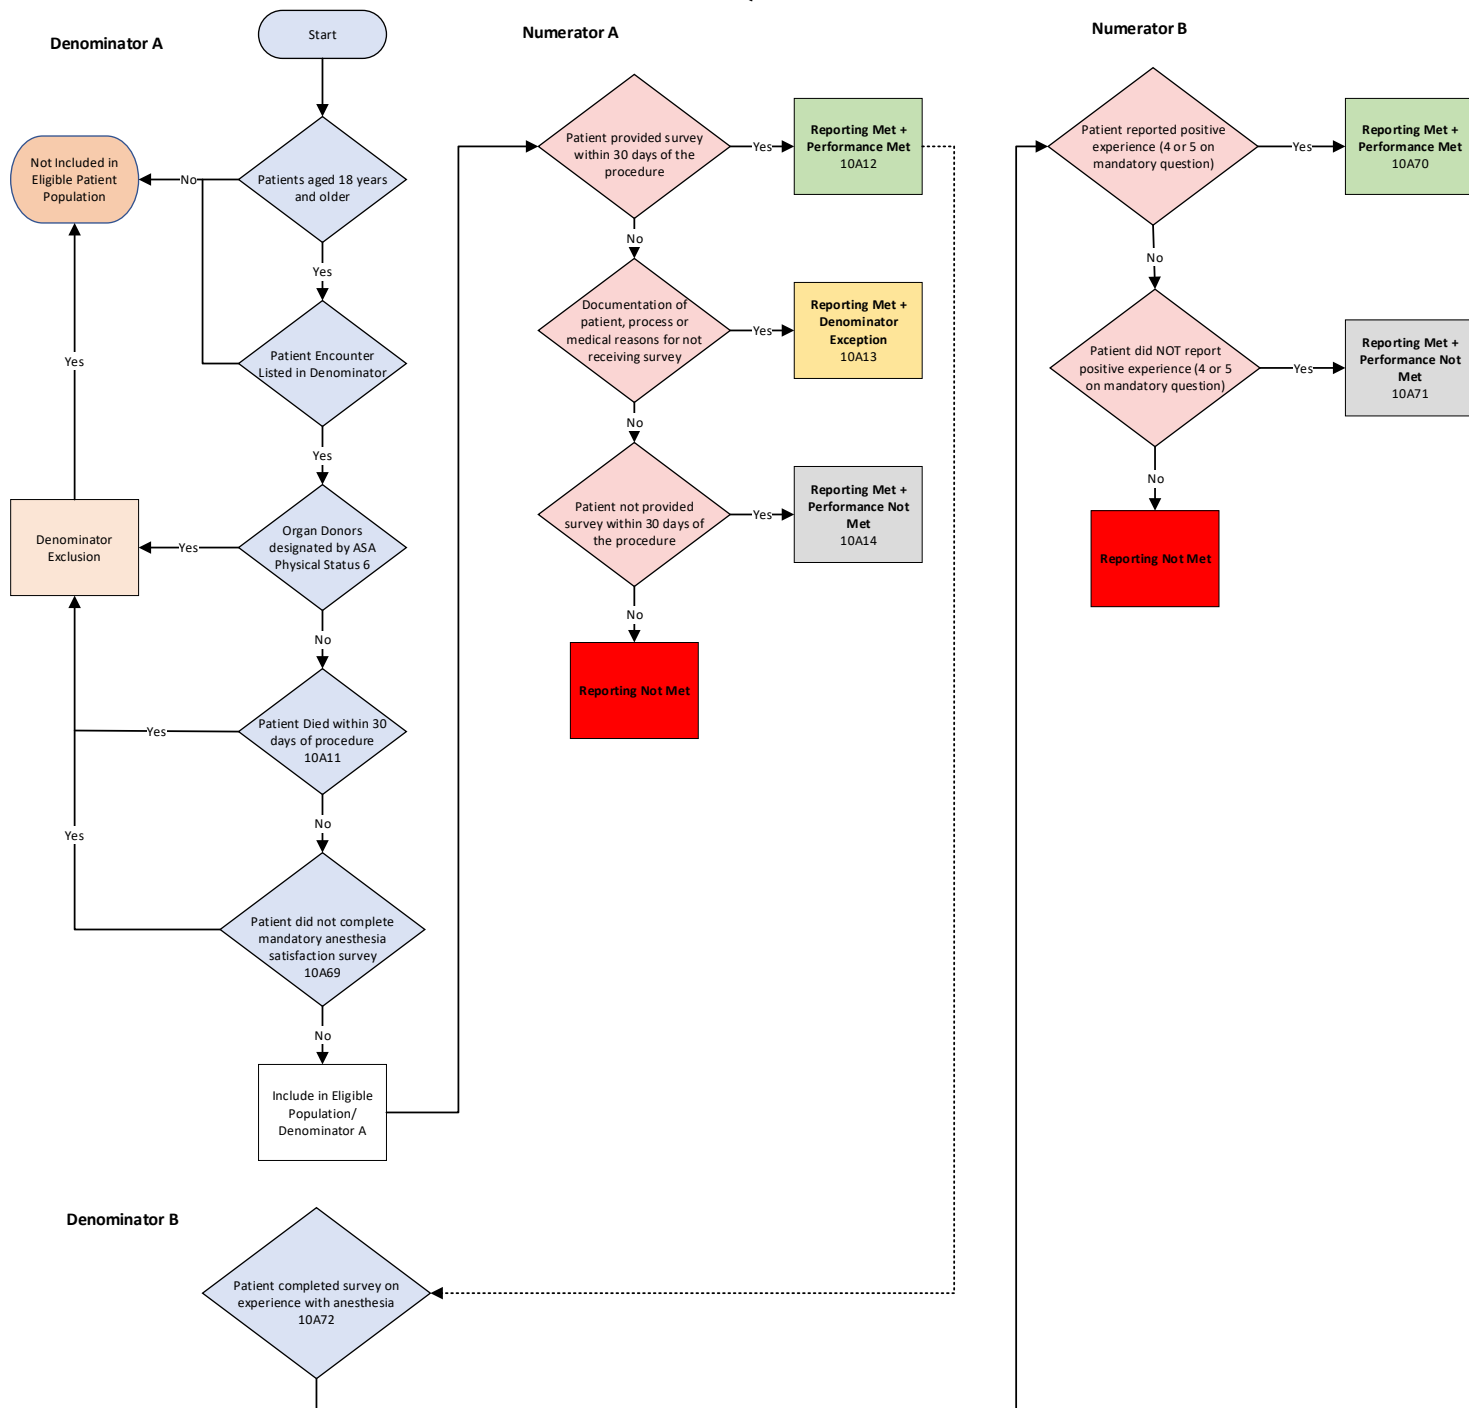 Denominator A
Start
Patients aged 18 years
and older
No
Not Included in
Eligible Patient
Population
Yes
Patient Encounter
Listed in Denominator
Yes
Organ Donors
designated by ASA
Physical Status 6
Yes
Denominator
Exclusion
Yes
No
Patient Died within 30
days of procedure
10A11
Yes
No
Yes
Patient did not complete
mandatory anesthesia
satisfaction survey
10A69
No
Include in Eligible
Population/
Denominator A
Numerator A
Patient provided survey
within 30 days of the
procedure
Yes
Reporting Met +
Performance Met
10A12
No
Documentation of
patient, process or
medical reasons for not
receiving survey
Yes
Reporting Met +
Denominator
Exception
10A13
No
Patient not provided
survey within 30 days of
the procedure
Yes
Reporting Met +
Performance Not
Met
10A14
No
Reporting Not Met
Denominator B
Patient completed survey on
experience with anesthesia
10A72
Numerator B
Patient reported positive
experience (4 or 5 on
mandatory question)
Yes
Reporting Met +
Performance Met
10A70
No
Patient did NOT report
positive experience (4 or 5
on mandatory question)
Yes
Reporting Met +
Performance Not
Met
10A71
No
Reporting Not Met